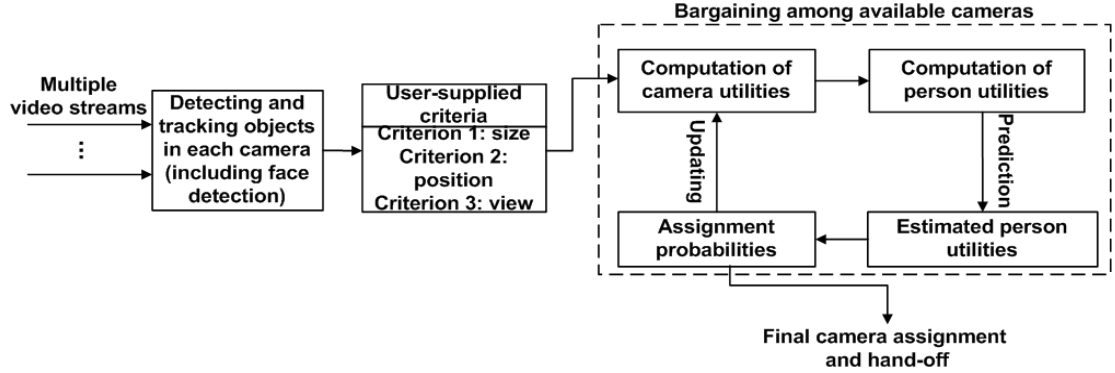 Bargaining among available cameras
Multiple
video streams
...
Detecting and
tracking objects
in each camera
(including face
detection)
User-supplied
criteria
Criterion 1: size
Criterion 2:
position
Criterion 3: view
Computation of
camera utilities
Computation of
person utilities
Updating
Prediction
Assignment
probabilities
Estimated person
utilities
Final camera assignment
and hand-off